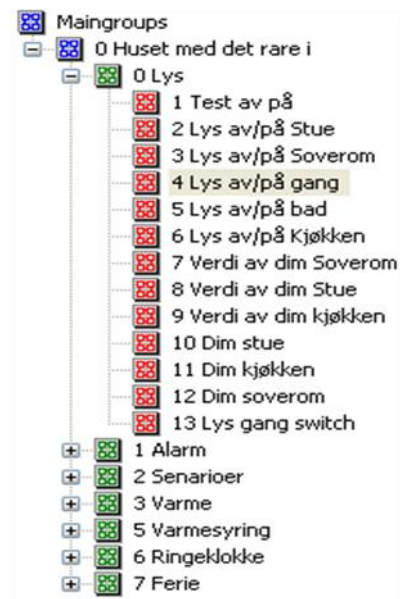 Maingroups
0 Huset med det rare i
0 Lys
1 Test av på
2 Lys av/på Stue
3 Lys av/på Soverom
4 Lys av/på gang
5 Lys av/på bad
6 Lys av/på Kjøkken
7 Verdi av dim Soverom
8 Verdi av dim Stue
9 Verdi av dim kjøkken
10 Dim stue
11 Dim kjøkken
12 Dim soverom
13 Lys gang switch
1 Alarm
2 Senarioer
3 Varme
5 Varmesyring
6 Ringeklokke
7 Ferie